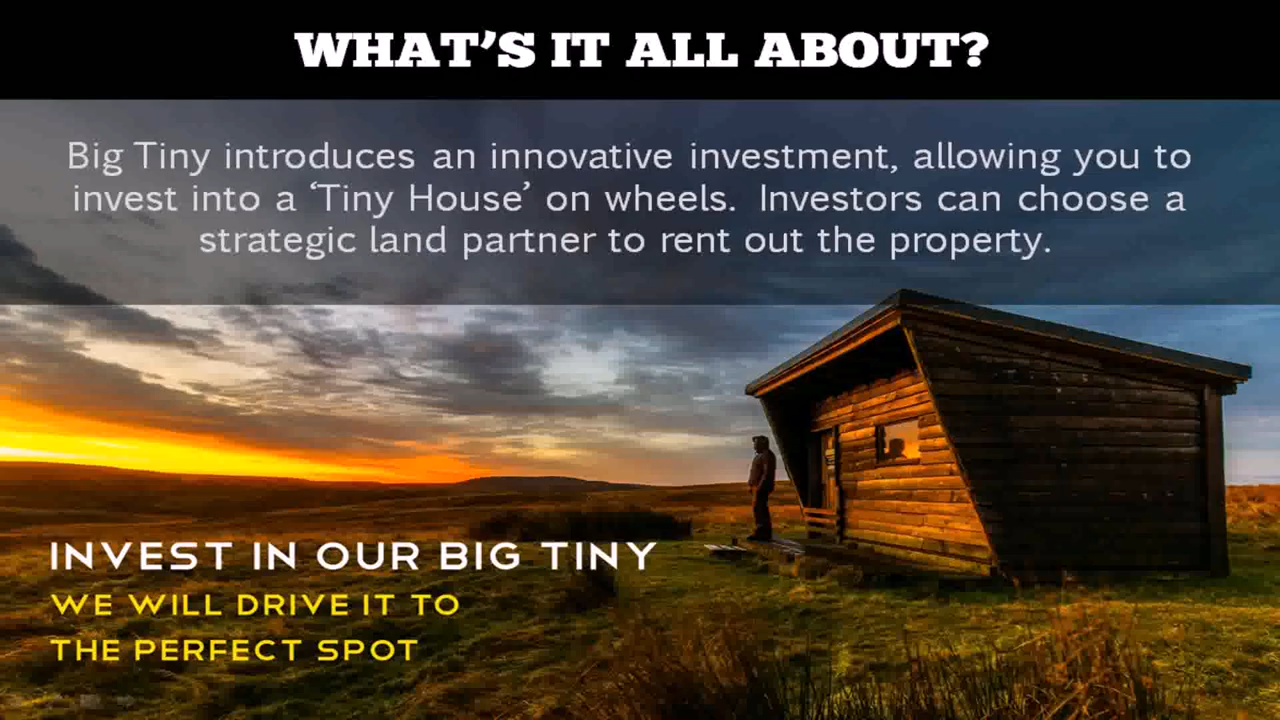 WHAT’S IT ALL ABOUT?
Big Tiny introduces an innovative investment, allowing you to
invest into a ‘Tiny House’ on wheels.  Investors can choose a
strategic land partner to rent out the property.
INVEST IN OUR BIG TINY
WE WILL DRIVE IT TO
THE PERFECT SPOT